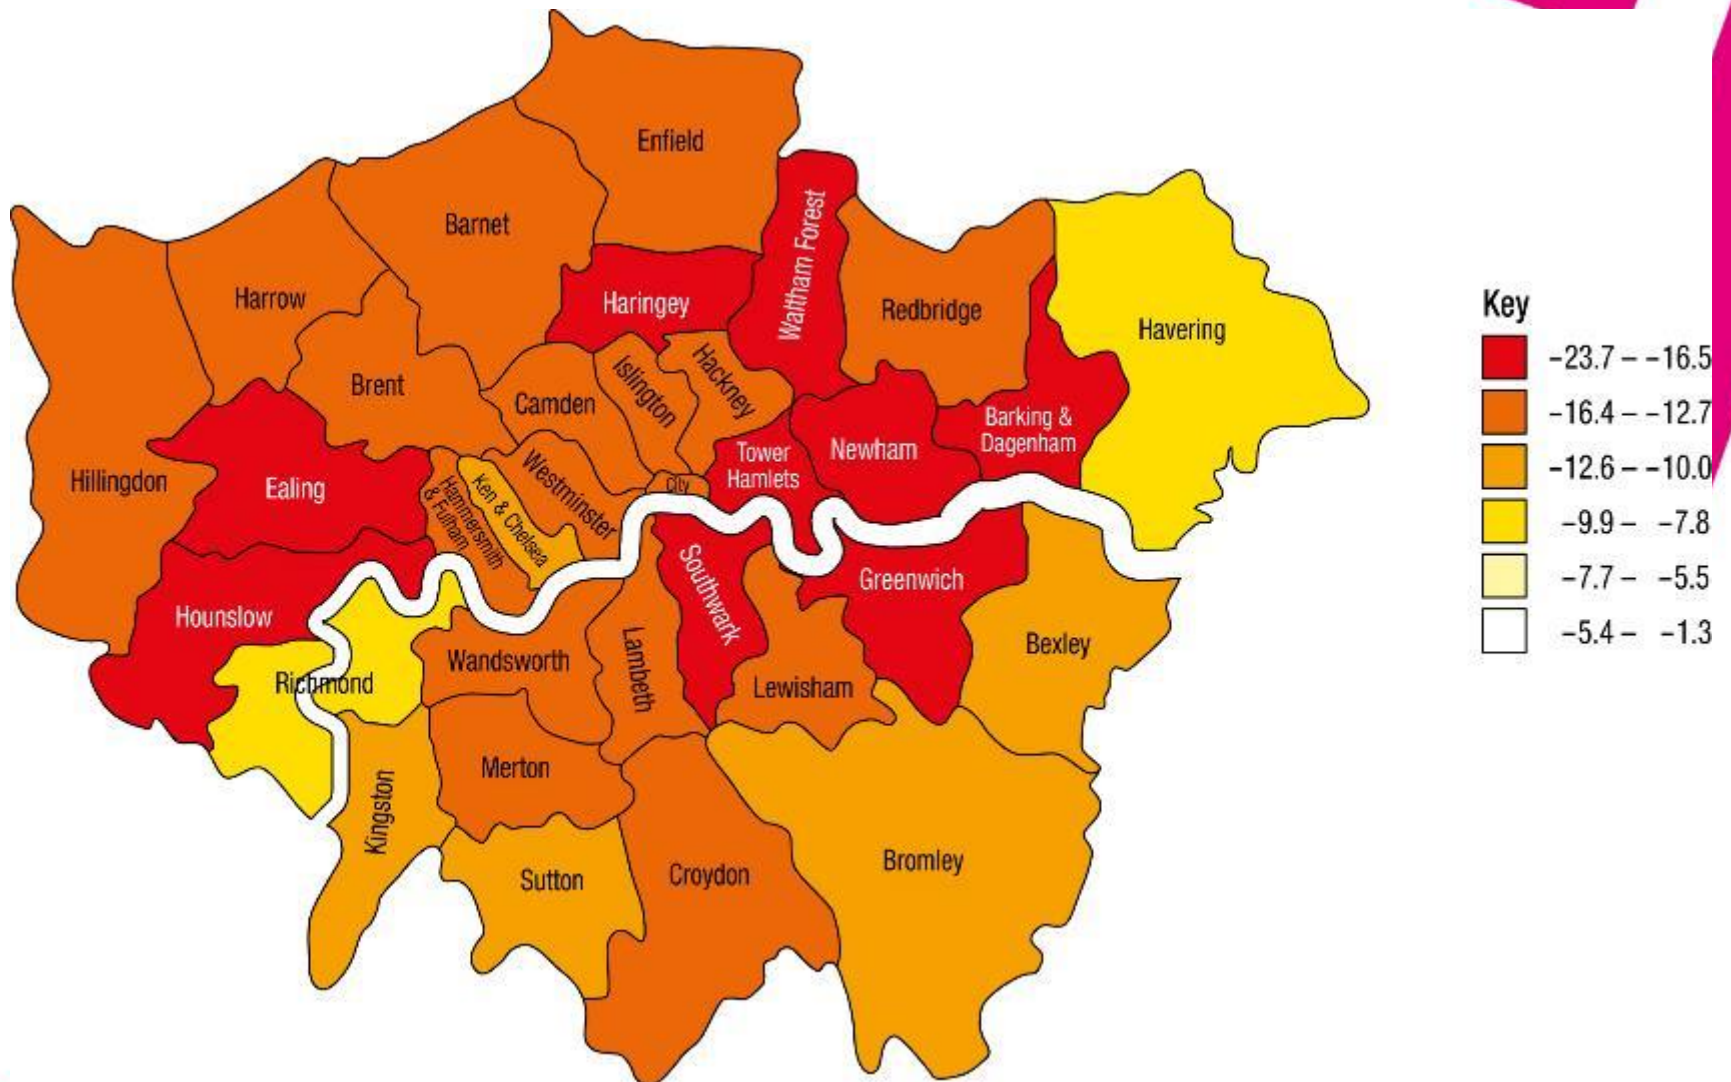 Enfield
Barnet
Waltham Forest
Harrow
Haringey
Redbridge
Havering
Brent
Camden
Islington
Hackney
Barking &
Dagenham
Newham
Tower
Hamlets
Hillingdon
Ealing
City
Westminster
Ken & Chelsea
Hammersmith
& Fulham
Southwark
Greenwich
Hounslow
Bexley
Wandsworth
Lambeth
Lewisham
Richmond
Merton
Kingston
Sutton
Croydon
Bromley
Key
−23.7 – −16.5
−16.4 – −12.7
−12.6 – −10.0
−9.9 – −7.8
−7.7 – −5.5
−5.4 – −1.3